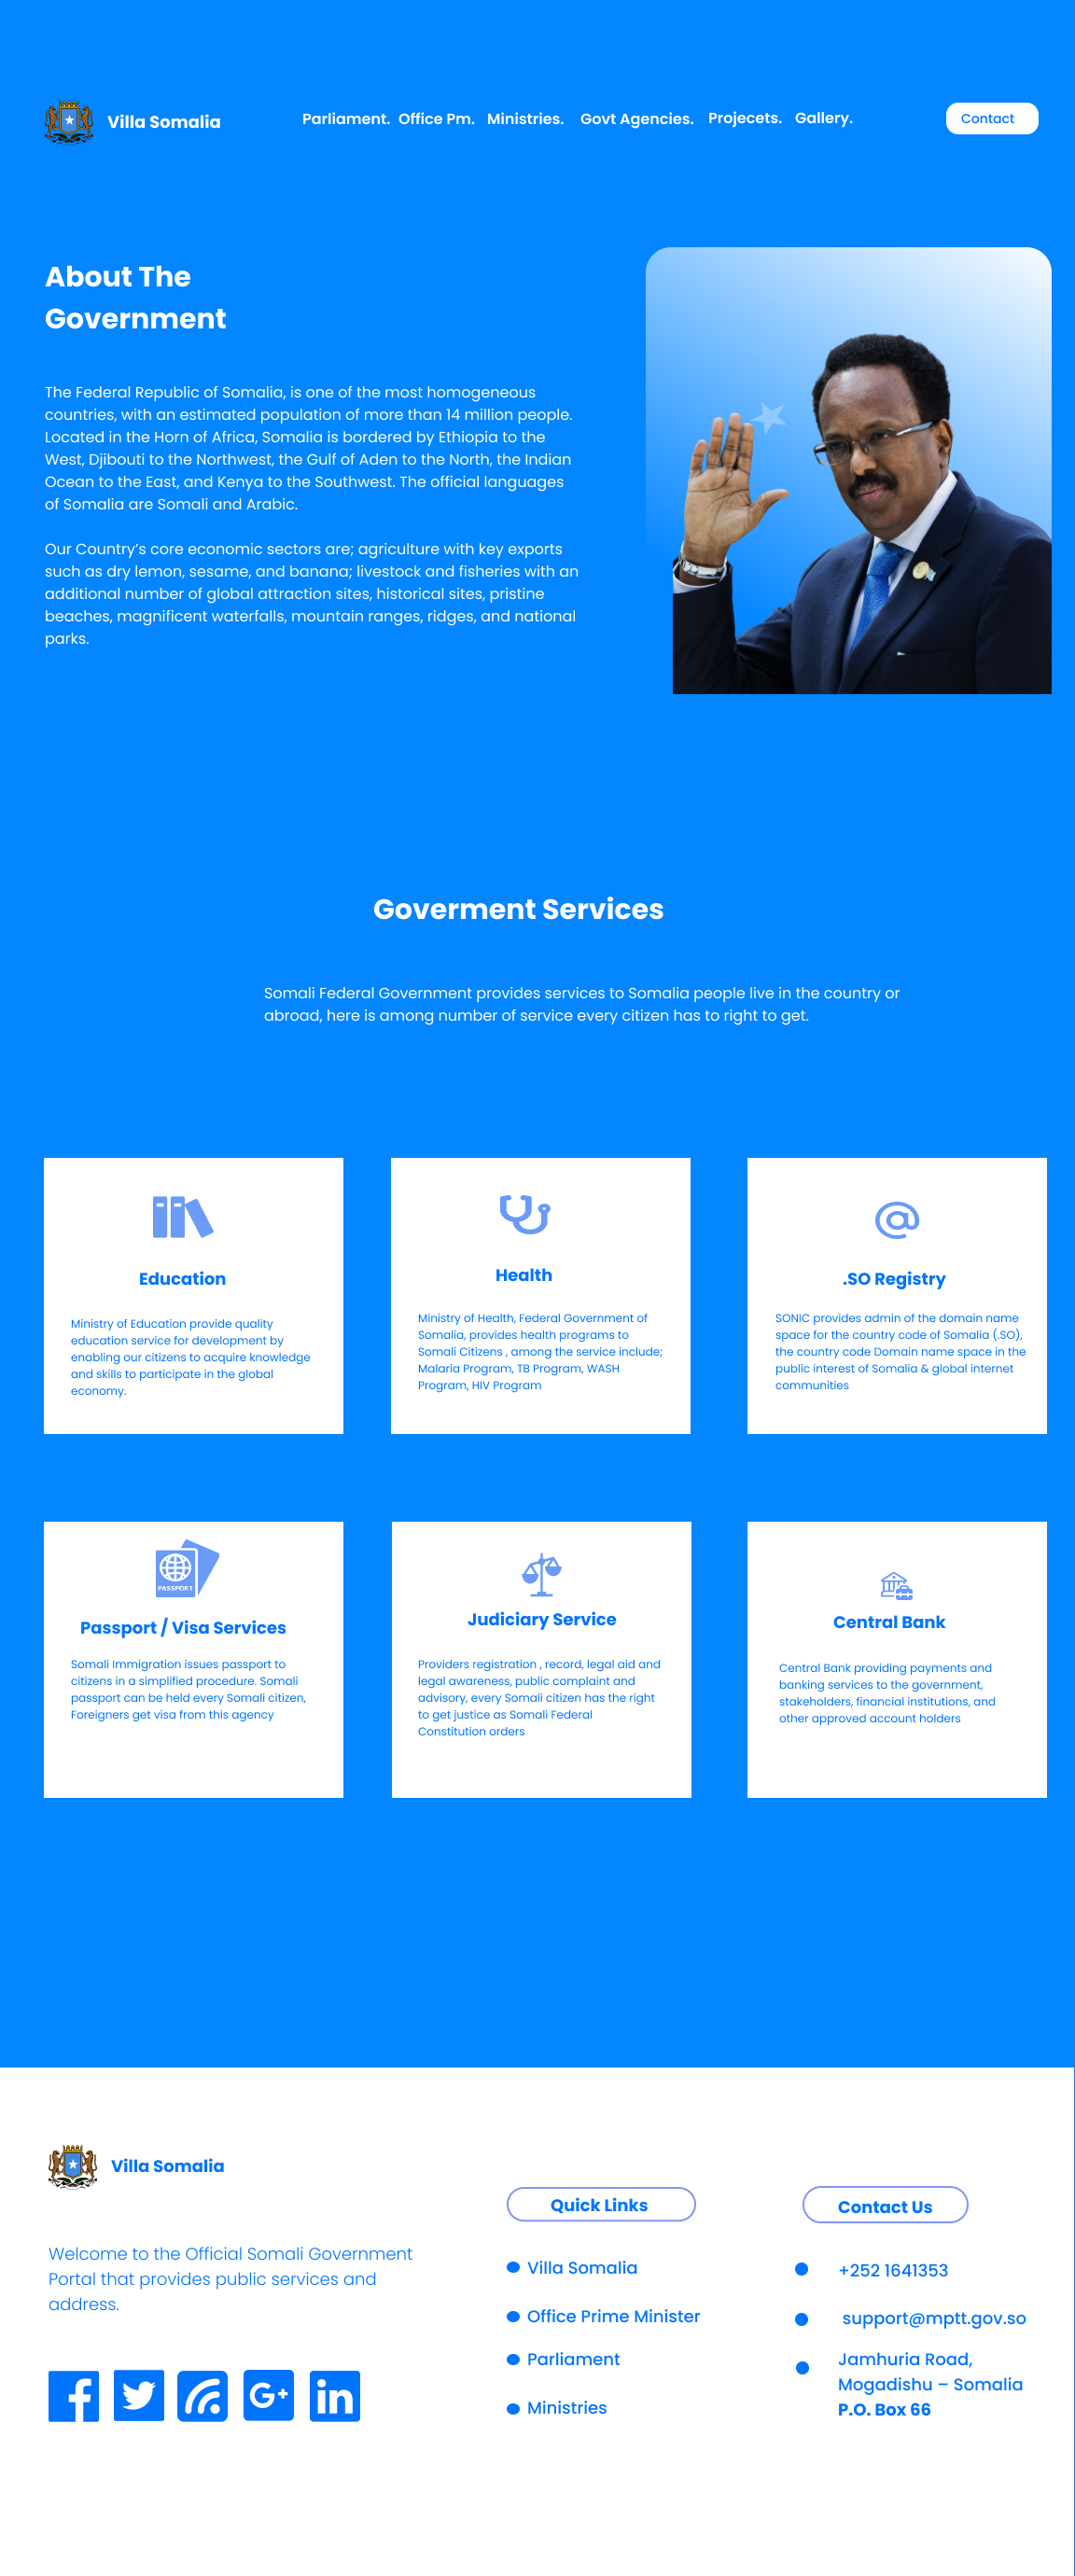 Villa Somalia
Parliament. Office Pm. Ministries. Govt Agencies. Projecets. Gallery.
Contact
About The
Government
The Federal Republic of Somalia, is one of the most homogeneous
countries, with an estimated population of more than 14 million people.
Located in the Horn of Africa, Somalia is bordered by Ethiopia to the
West, Djibouti to the Northwest, the Gulf of Aden to the North, the Indian
Ocean to the East, and Kenya to the Southwest. The official languages
of Somalia are Somali and Arabic.
Our Country’s core economic sectors are; agriculture with key exports
such as dry lemon, sesame, and banana; livestock and fisheries with an
additional number of global attraction sites, historical sites, pristine
beaches, magnificent waterfalls, mountain ranges, ridges, and national
parks.
Goverment Services
Somali Federal Government provides services to Somalia people live in the country or
abroad, here is among number of service every citizen has to right to get.
Education
Ministry of Education provide quality
education service for development by
enabling our citizens to acquire knowledge
and skills to participate in the global
economy.
Health
Ministry of Health, Federal Government of
Somalia, provides health programs to
Somali Citizens , among the service include;
Malaria Program, TB Program, WASH
Program, HIV Program
.SO Registry
SONIC provides admin of the domain name
space for the country code of Somalia (.SO),
the country code Domain name space in the
public interest of Somalia & global internet
communities
PASSPORT
Passport / Visa Services
Somali Immigration issues passport to
citizens in a simplified procedure. Somali
passport can be held every Somali citizen,
Foreigners get visa from this agency
Judiciary Service
Providers registration , record, legal aid and
legal awareness, public complaint and
advisory, every Somali citizen has the right
to get justice as Somali Federal
Constitution orders
Central Bank
Central Bank providing payments and
banking services to the government,
stakeholders, financial institutions, and
other approved account holders
Villa Somalia
Welcome to the Official Somali Government
Portal that provides public services and
address.
Quick Links
Villa Somalia
Office Prime Minister
Parliament
Ministries
Contact Us
+252 1641353
support@mptt.gov.so
Jamhuria Road,
Mogadishu – Somalia
P.O. Box 66